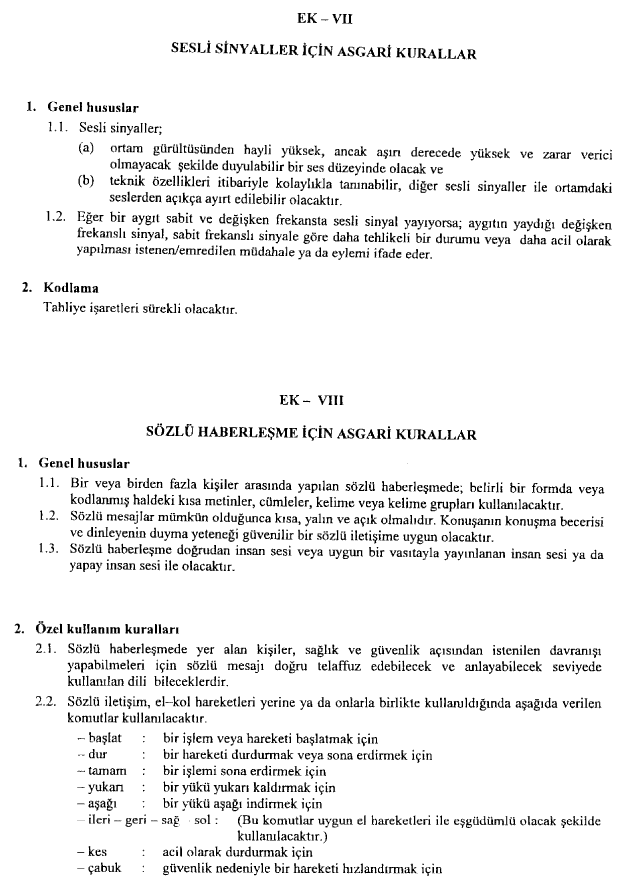 EK – VII
SESLİ SİNYALLER İÇİN ASGARİ KURALLAR
1. Genel hususlar
1.1. Sesli sinyaller;
(a) ortam gürültüsünden hayli yüksek, ancak aşırı derecede yüksek ve zarar verici
olmayacak şekilde duyulabilir bir ses düzeyinde olacak ve
(b) teknik özellikleri itibariyle kolaylıkla tanınabilir, diğer sesli sinyaller ile ortamdaki
seslerden açıkça ayırt edilebilir olacaktır.
1.2. Eğer bir aygıt sabit ve değişken frekansta sesli sinyal yayıyorsa; aygıtın yaydığı değişken
frekanslı sinyal, sabit frekanslı sinyale göre daha tehlikeli bir durumu veya daha acil olarak
yapılması istenen/emredilen müdahale ya da eylemi ifade eder.
2. Kodlama
Tahliye işaretleri sürekli olacaktır.
EK – VIII
SÖZLÜ HABERLEŞME İÇİN ASGARİ KURALLAR
1. Genel hususlar
1.1. Bir veya birden fazla kişiler arasında yapılan sözlü haberleşmede; belirli bir formda veya
kodlanmış haldeki kısa metinler, cümleler, kelime veya kelime grupları kullanılacaktır.
1.2. Sözlü mesajlar mümkün olduğunca kısa, yalın ve açık olmalıdır. Konuşanın konuşma becerisi
ve dinleyenin duyma yeteneği güvenilir bir sözlü iletişime uygun olacaktır.
1.3. Sözlü haberleşme doğrudan insan sesi veya uygun bir vasıtayla yayınlanan insan sesi ya da
yapay insan sesi ile olacaktır.
2. Özel kullanım kuralları
2.1. Sözlü haberleşmede yer alan kişiler, sağlık ve güvenlik açısından istenilen davranışı
yapabilmeleri için sözlü mesajı doğru telaffuz edebilecek ve anlayabilecek seviyede
kullanılan dili bileceklerdir.
2.2. Sözlü iletişim, el–kol hareketleri yerine ya da onlarla birlikte kullanıldığında aşağıda verilen
komutlar kullanılacaktır.
– başlat : bir işlem veya hareketi başlatmak için
– dur : bir hareketi durdurmak veya sona erdirmek için
– tamam : bir işlemi sona erdirmek için
– yukarı : bir yükü yukarı kaldırmak için
– aşağı : bir yükü aşağı indirmek için
– ileri – geri – sağ - sol : (Bu komutlar uygun el hareketleri ile eşgüdümlü olacak şekilde
kullanılacaktır.)
– kes : acil olarak durdurmak için
– çabuk : güvenlik nedeniyle bir hareketi hızlandırmak için